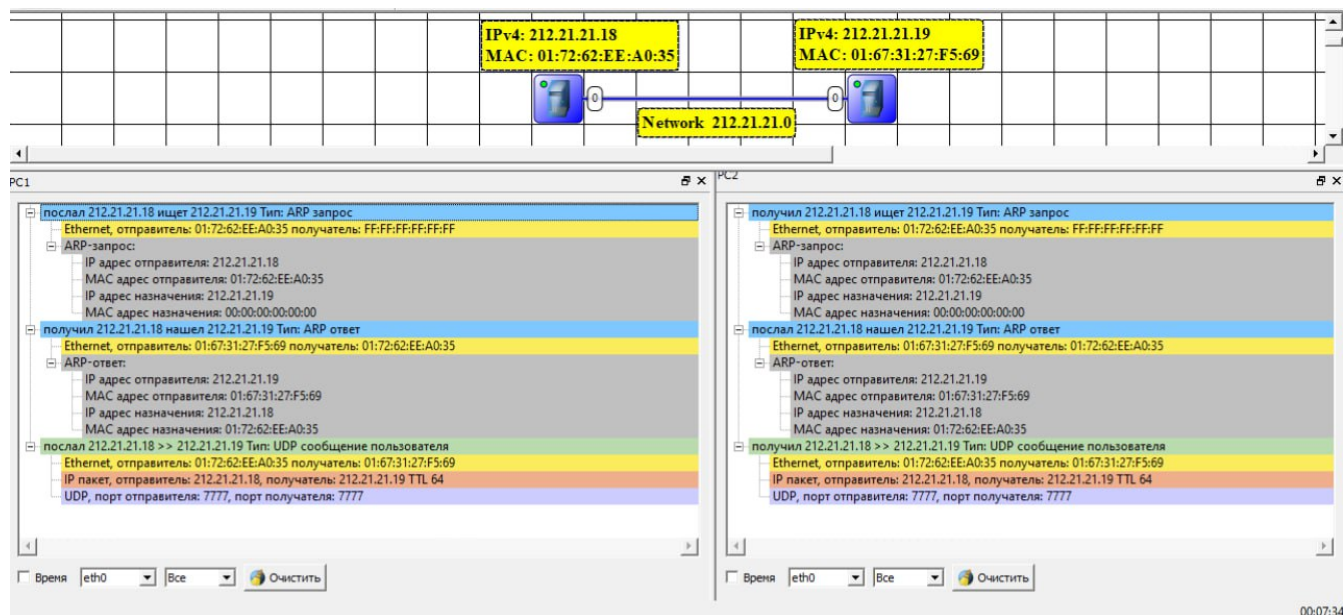 IPv4: 212.21.21.18
MAC: 01:72:62:EE:A0:35
IPv4: 212.21.21.19
MAC: 01:67:31:27:F5:69
0
0
Network 212.21.21.0
PC1
послал 212.21.21.18 ищет 212.21.21.19 Тип: ARP запрос
Ethernet, отправитель: 01:72:62:EE:A0:35 получатель: FF:FF:FF:FF:FF:FF
ARP-запрос:
IP адрес отправителя: 212.21.21.18
MAC адрес отправителя: 01:72:62:EE:A0:35
IP адрес назначения: 212.21.21.19
MAC адрес назначения: 00:00:00:00:00:00
получил 212.21.21.18 нашел 212.21.21.19 Тип: ARP ответ
Ethernet, отправитель: 01:67:31:27:F5:69 получатель: 01:72:62:EE:A0:35
ARP-ответ:
IP адрес отправителя: 212.21.21.19
MAC адрес отправителя: 01:67:31:27:F5:69
IP адрес назначения: 212.21.21.18
MAC адрес назначения: 01:72:62:EE:A0:35
послал 212.21.21.18 >> 212.21.21.19 Тип: UDP сообщение пользователя
Ethernet, отправитель: 01:72:62:EE:A0:35 получатель: 01:67:31:27:F5:69
IP пакет, отправитель: 212.21.21.18, получатель: 212.21.21.19 TTL 64
UDP, порт отправителя: 7777, порт получателя: 7777
Время eth0 Все Очистить
PC2
получил 212.21.21.18 ищет 212.21.21.19 Тип: ARP запрос
Ethernet, отправитель: 01:72:62:EE:A0:35 получатель: FF:FF:FF:FF:FF:FF
ARP-запрос:
IP адрес отправителя: 212.21.21.18
MAC адрес отправителя: 01:72:62:EE:A0:35
IP адрес назначения: 212.21.21.19
MAC адрес назначения: 00:00:00:00:00:00
послал 212.21.21.18 нашел 212.21.21.19 Тип: ARP ответ
Ethernet, отправитель: 01:67:31:27:F5:69 получатель: 01:72:62:EE:A0:35
ARP-ответ:
IP адрес отправителя: 212.21.21.19
MAC адрес отправителя: 01:67:31:27:F5:69
IP адрес назначения: 212.21.21.18
MAC адрес назначения: 01:72:62:EE:A0:35
получил 212.21.21.18 >> 212.21.21.19 Тип: UDP сообщение пользователя
Ethernet, отправитель: 01:72:62:EE:A0:35 получатель: 01:67:31:27:F5:69
IP пакет, отправитель: 212.21.21.18, получатель: 212.21.21.19 TTL 64
UDP, порт отправителя: 7777, порт получателя: 7777
Время eth0 Все Очистить
00:07:34